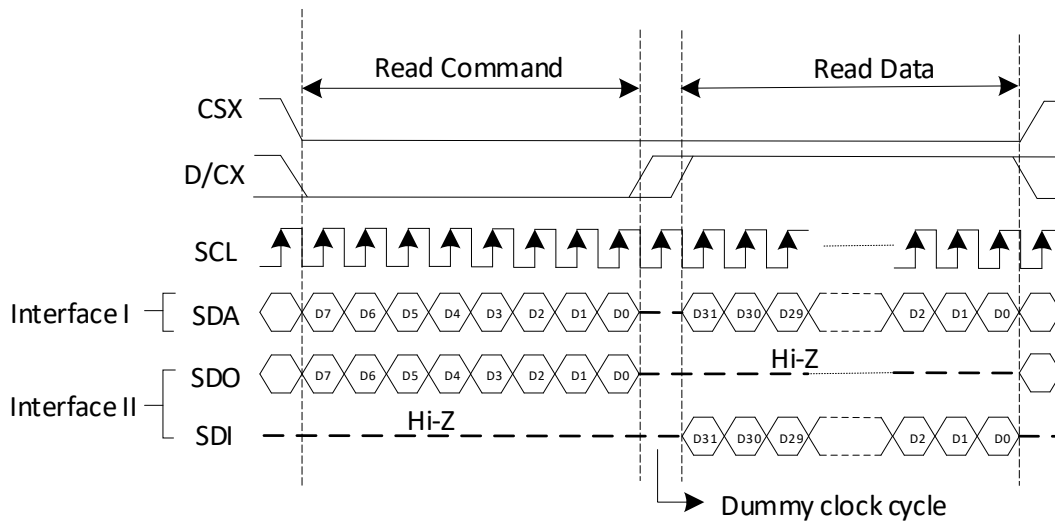 Read Command
Read Data
CSX
D/CX
SCL
Interface I
SDA
D7 D6 D5 D4 D3 D2 D1 D0 D31 D30 D29 D2 D1 D0
Hi-Z
Interface II
SDO
D7 D6 D5 D4 D3 D2 D1 D0
SDI
Hi-Z
D31 D30 D29 D2 D1 D0
Dummy clock cycle